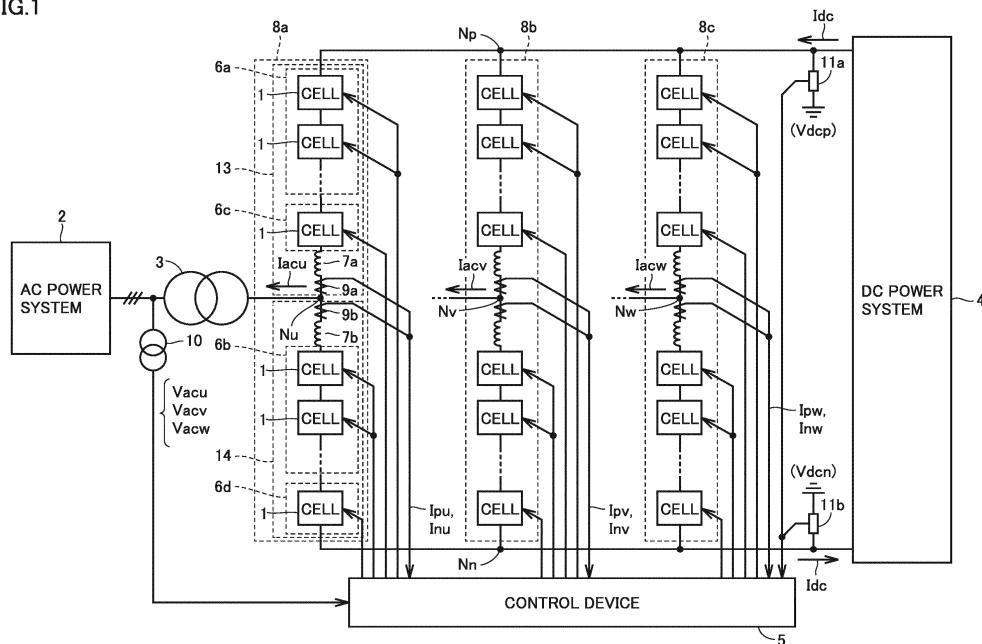 IG.1
8a
Np
8b
8c
Idc
6a
1
CELL
CELL
CELL
11a
(Vdcp)
1
CELL
CELL
CELL
13
6c
1
CELL
CELL
CELL
2
AC POWER
SYSTEM
3
Iacu
7a
9a
Iacv
Iacw
DC POWER
SYSTEM
4
Nu
9b
Nv
Nw
7b
10
6b
1
CELL
CELL
CELL
Vacu
Vacv
Vacw
1
CELL
CELL
CELL
Ipw,
Inw
14
6d
(Vdcn)
1
CELL
Ipu,
Inu
CELL
Ipv,
Inv
CELL
11b
Nn
Idc
CONTROL DEVICE
5